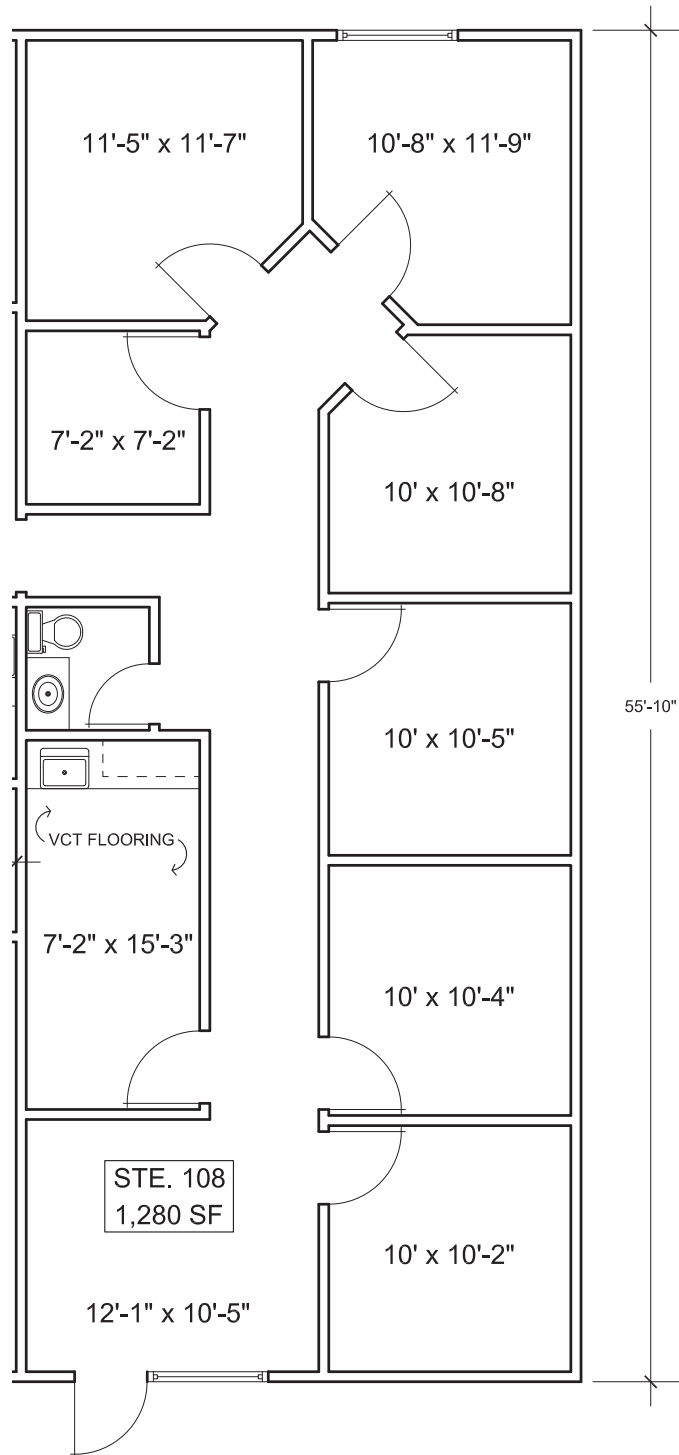 11'-5" x 11'-7"
10'-8" x 11'-9"
7'-2" x 7'-2"
10' x 10'-8"
55'-10"
10' x 10'-5"
VCT FLOORING
7'-2" x 15'-3"
10' x 10'-4"
STE. 108
1,280 SF
10' x 10'-2"
12'-1" x 10'-5"